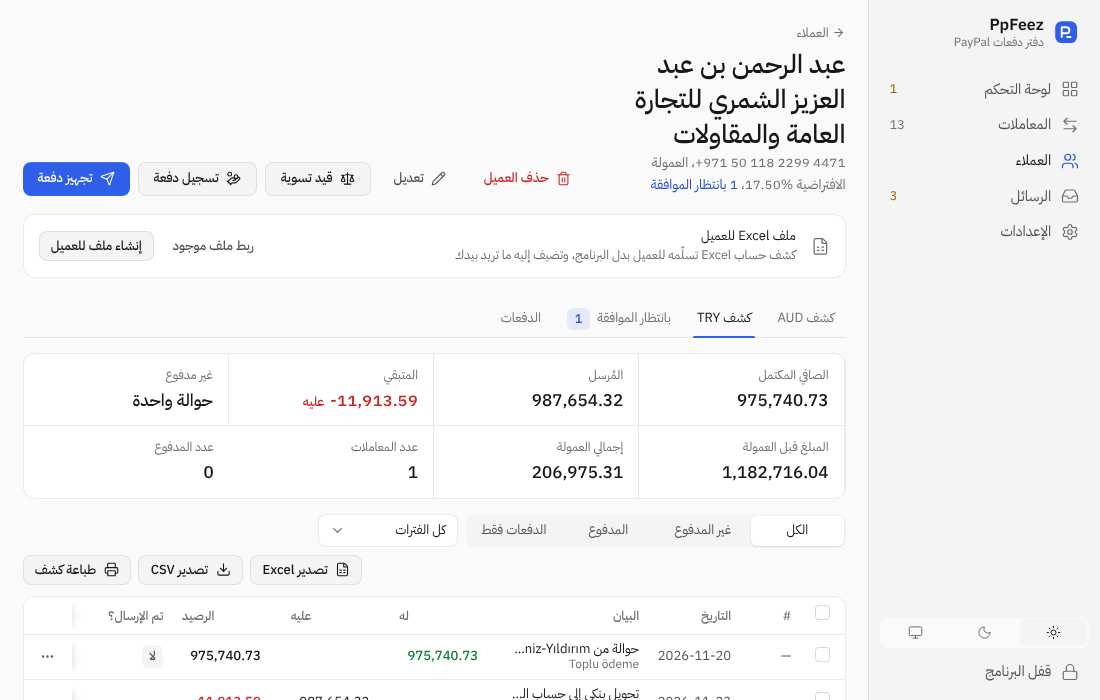 PpFeez
دفتر دفعات PayPal
لوحة التحكم 1
المعاملات 13
العملاء
الرسائل 3
الإعدادات
قفل البرنامج
العملاء
عبد الرحمن بن عبد
العزيز الشمري للتجارة
العامة والمقاولات
+971 50 118 2299 4471، العمولة
الافتراضية 17.50%، 1 بانتظار الموافقة
حذف العميل
تعديل
قيد تسوية
تسجيل دفعة
تجهيز دفعة
ملف Excel للعميل
كشف حساب Excel تسلّمه للعميل بدل البرنامج، وتضيف إليه ما تريد بيدك
ربط ملف موجود
إنشاء ملف للعميل
كشف AUD
كشف TRY
بانتظار الموافقة 1
الدفعات
الصافي المكتمل
975,740.73
المُرسل
987,654.32
المتبقي
-11,913.59 عليه
غير مدفوع
حوالة واحدة
المبلغ قبل العمولة
1,182,716.04
إجمالي العمولة
206,975.31
عدد المعاملات
1
عدد المدفوع
0
الكل
غير المدفوع
المدفوع
الدفعات فقط
كل الفترات
تصدير Excel
تصدير CSV
طباعة كشف
# التاريخ البيان له عليه الرصيد تم الإرسال؟
— 2026-11-20 حوالة من niz-Yıldırım... 975,740.73 975,740.73 لا
Toplu ödeme